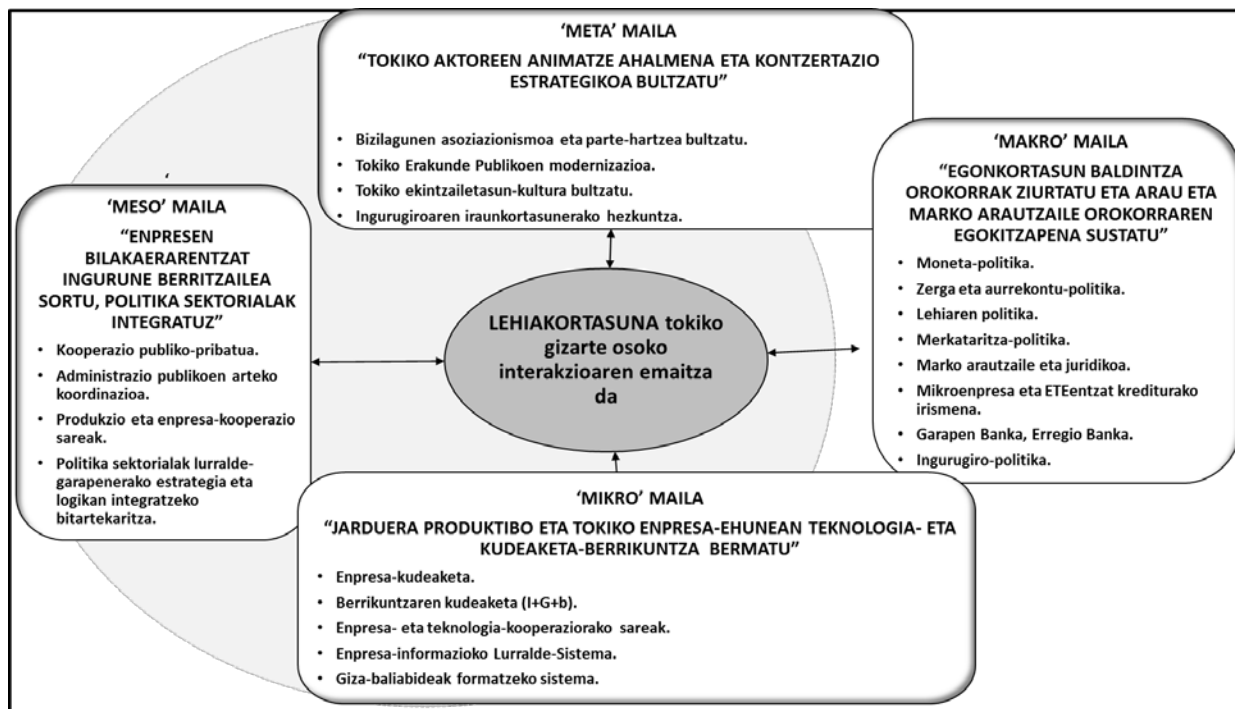 ‘META’ MAILA
“TOKIKO AKTOREEN ANIMATZE AHALMENA ETA KONTZERTAZIO
ESTRATEGIKOA BULTZATU”
• Bizilagunen asoziazionismoa eta parte-hartzea bultzatu.
• Tokiko Erakunde Publikoen modernizazioa.
• Tokiko ekintzailetasun-kultura bultzatu.
• Ingurugiroaren iraunkortasunerako hezkuntza.
‘
‘MESO’ MAILA
“ENPRESEN
BILAKAERARENTZAT
INGURUNE BERRITZAILEA
SORTU, POLITIKA SEKTORIALAK
INTEGRATUZ”
• Kooperazio publiko-pribatua.
• Administrazio publikoen arteko
koordinazioa.
• Produkzio eta enpresa-kooperazio
sareak.
• Politika sektorialak lurralde-
garapenerako estrategia eta
logikan integratzeko
bitartekaritza.
LEHIAKORTASUNA tokiko
gizarte osoko
interakzioaren emaitza
da
‘MAKRO’ MAILA
“EGONKORTASUN BALDINTZA
OROKORRAK ZIURTATU ETA ARAU ETA
MARKO ARAUTZAILE OROKORRAREN
EGOKITZAPENA SUSTATU”
• Moneta-politika.
• Zerga eta aurrekontu-politika.
• Lehiaren politika.
• Merkataritza-politika.
• Marko arautzaile eta juridikoa.
• Mikroenpresa eta ETEentzat krediturako
irismena.
• Garapen Banka, Erregio Banka.
• Ingurugiro-politika.
‘MIKRO’ MAILA
“JARDUERA PRODUKTIBO ETA TOKIKO ENPRESA-EHUNEAN TEKNOLOGIA- ETA
KUDEAKETA-BERRIKUNTZA BERMATU”
• Enpresa-kudeaketa.
• Berrikuntzaren kudeaketa (I+G+b).
• Enpresa- eta teknologia-kooperaziorako sareak.
• Enpresa-informazioko Lurralde-Sistema.
• Giza-baliabideak formatzeko sistema.